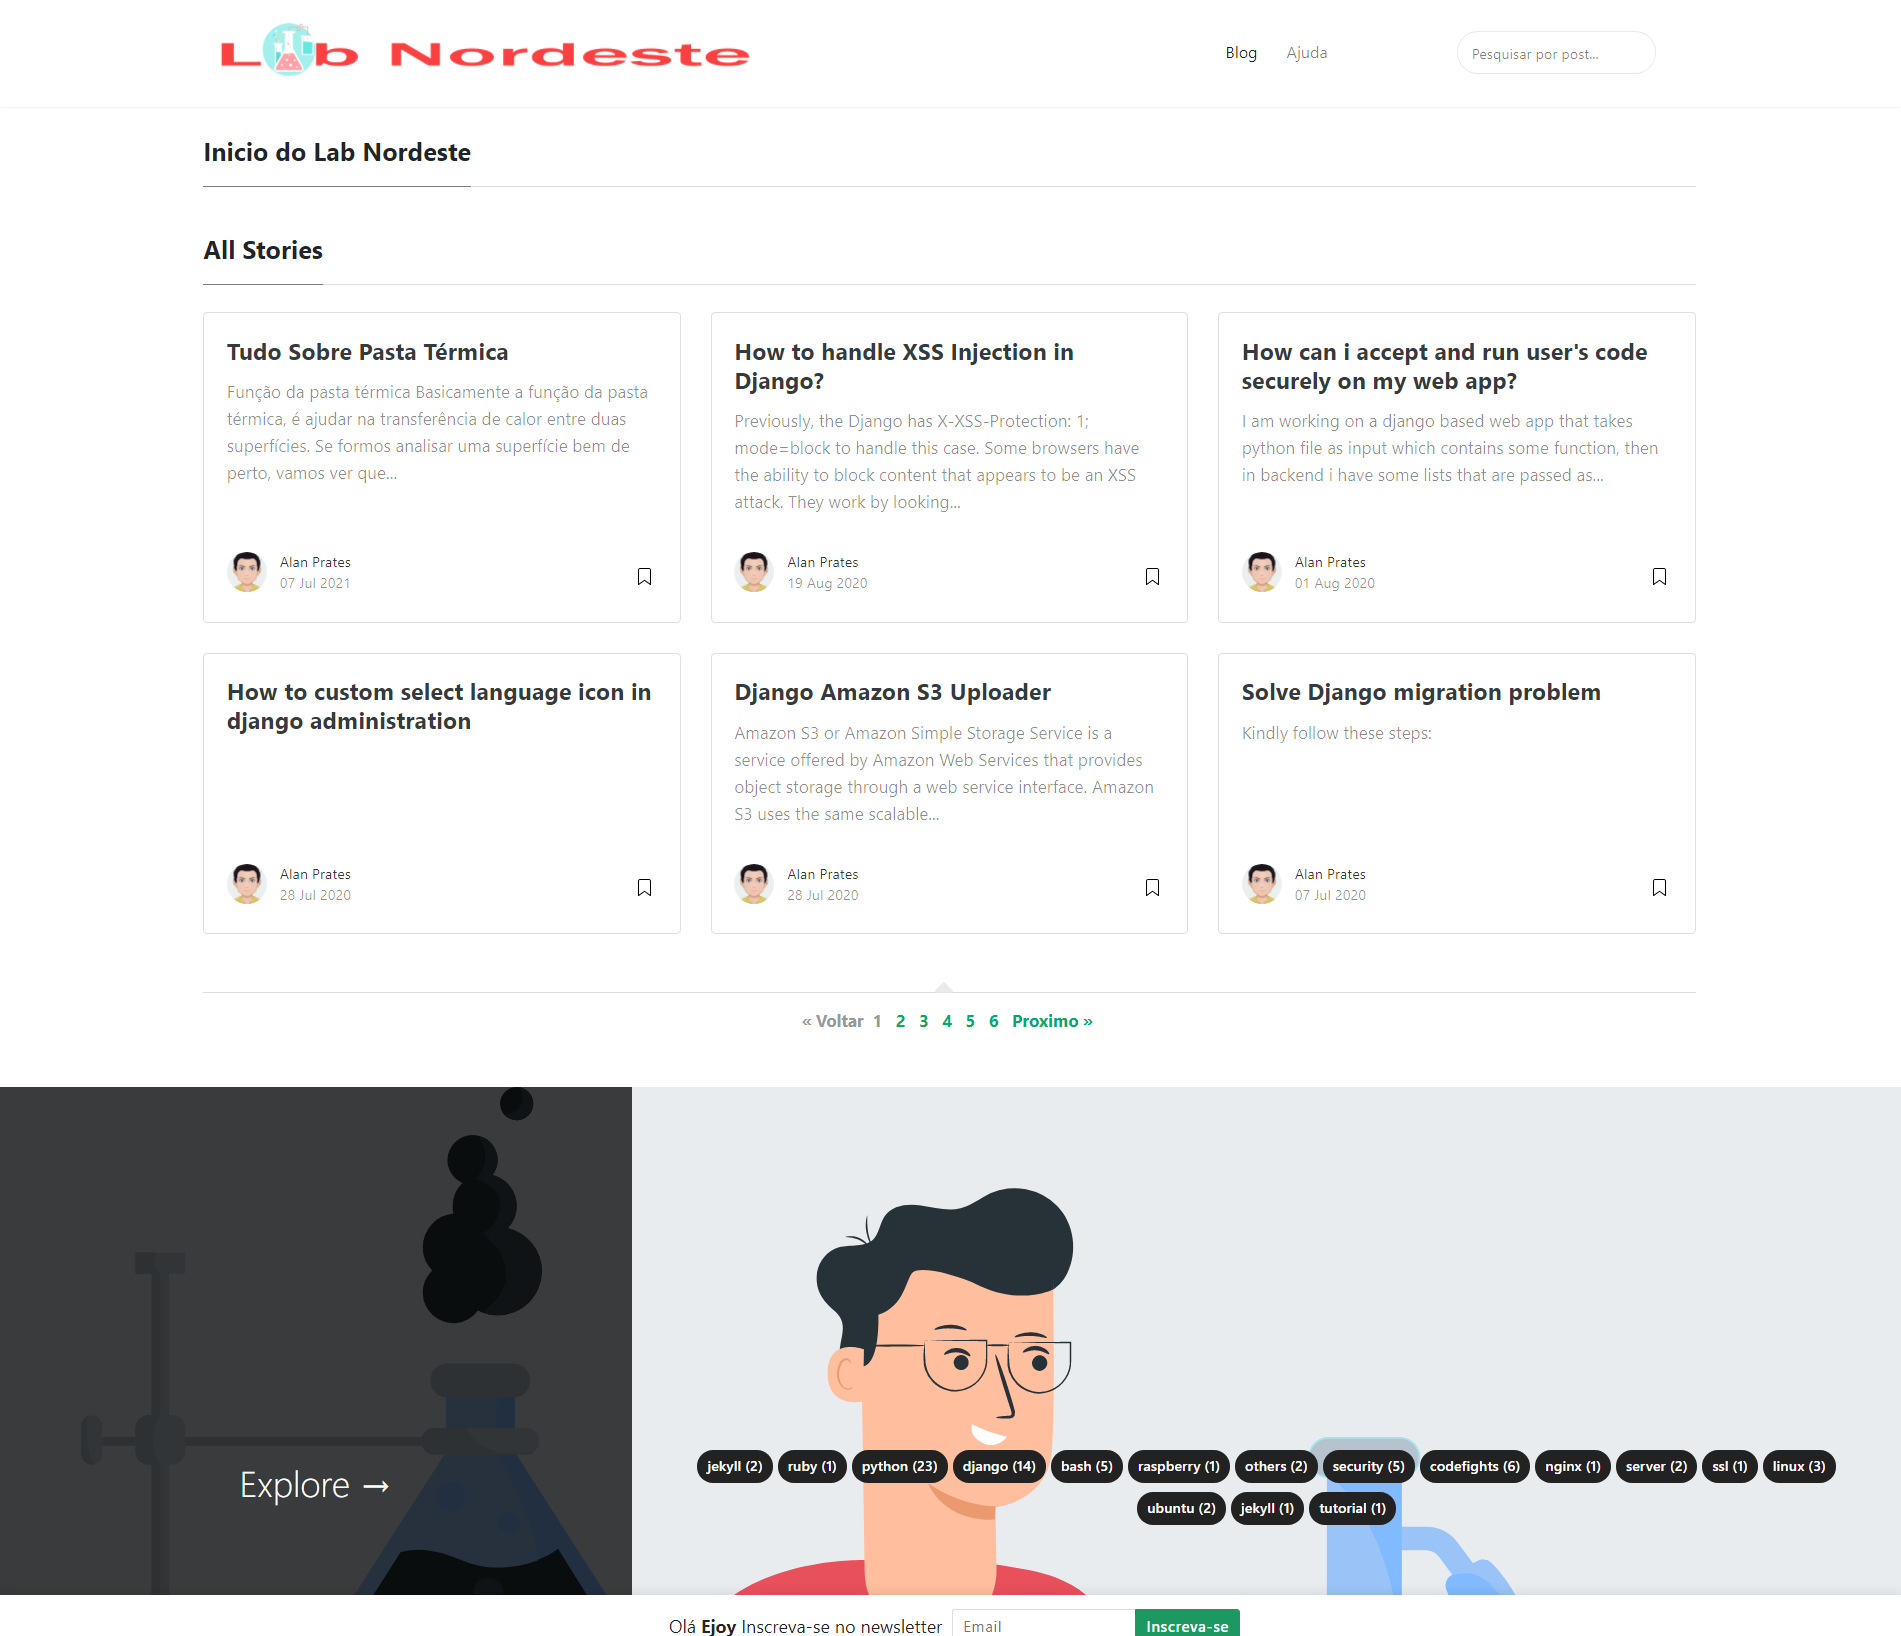 Lab Nordeste
Blog
Ajuda
Pesquisar por post...
Inicio do Lab Nordeste
All Stories
Tudo Sobre Pasta Térmica
Função da pasta térmica Basicamente a função da pasta
térmica, é ajudar na transferência de calor entre duas
superfícies. Se formos analisar uma superfície bem de
perto, vamos ver que...
Alan Prates
07 Jul 2021
How to handle XSS Injection in
Django?
Previously, the Django has X-XSS-Protection: 1;
mode=block to handle this case. Some browsers have
the ability to block content that appears to be an XSS
attack. They work by looking...
Alan Prates
19 Aug 2020
How can i accept and run user's code
securely on my web app?
I am working on a django based web app that takes
python file as input which contains some function, then
in backend i have some lists that are passed as...
Alan Prates
01 Aug 2020
How to custom select language icon in
django administration
Alan Prates
28 Jul 2020
Django Amazon S3 Uploader
Amazon S3 or Amazon Simple Storage Service is a
service offered by Amazon Web Services that provides
object storage through a web service interface. Amazon
S3 uses the same scalable...
Alan Prates
28 Jul 2020
Solve Django migration problem
Kindly follow these steps:
Alan Prates
07 Jul 2020
« Voltar 1 2 3 4 5 6 Proximo »
Explore →
jekyll (2) ruby (1) python (23) django (14) bash (5) raspberry (1) others (2) security (5) codefights (6) nginx (1) server (2) ssl (1) linux (3)
ubuntu (2) jekyll (1) tutorial (1)
Olá Ejoy Inscreva-se no newsletter Email Inscreva-se